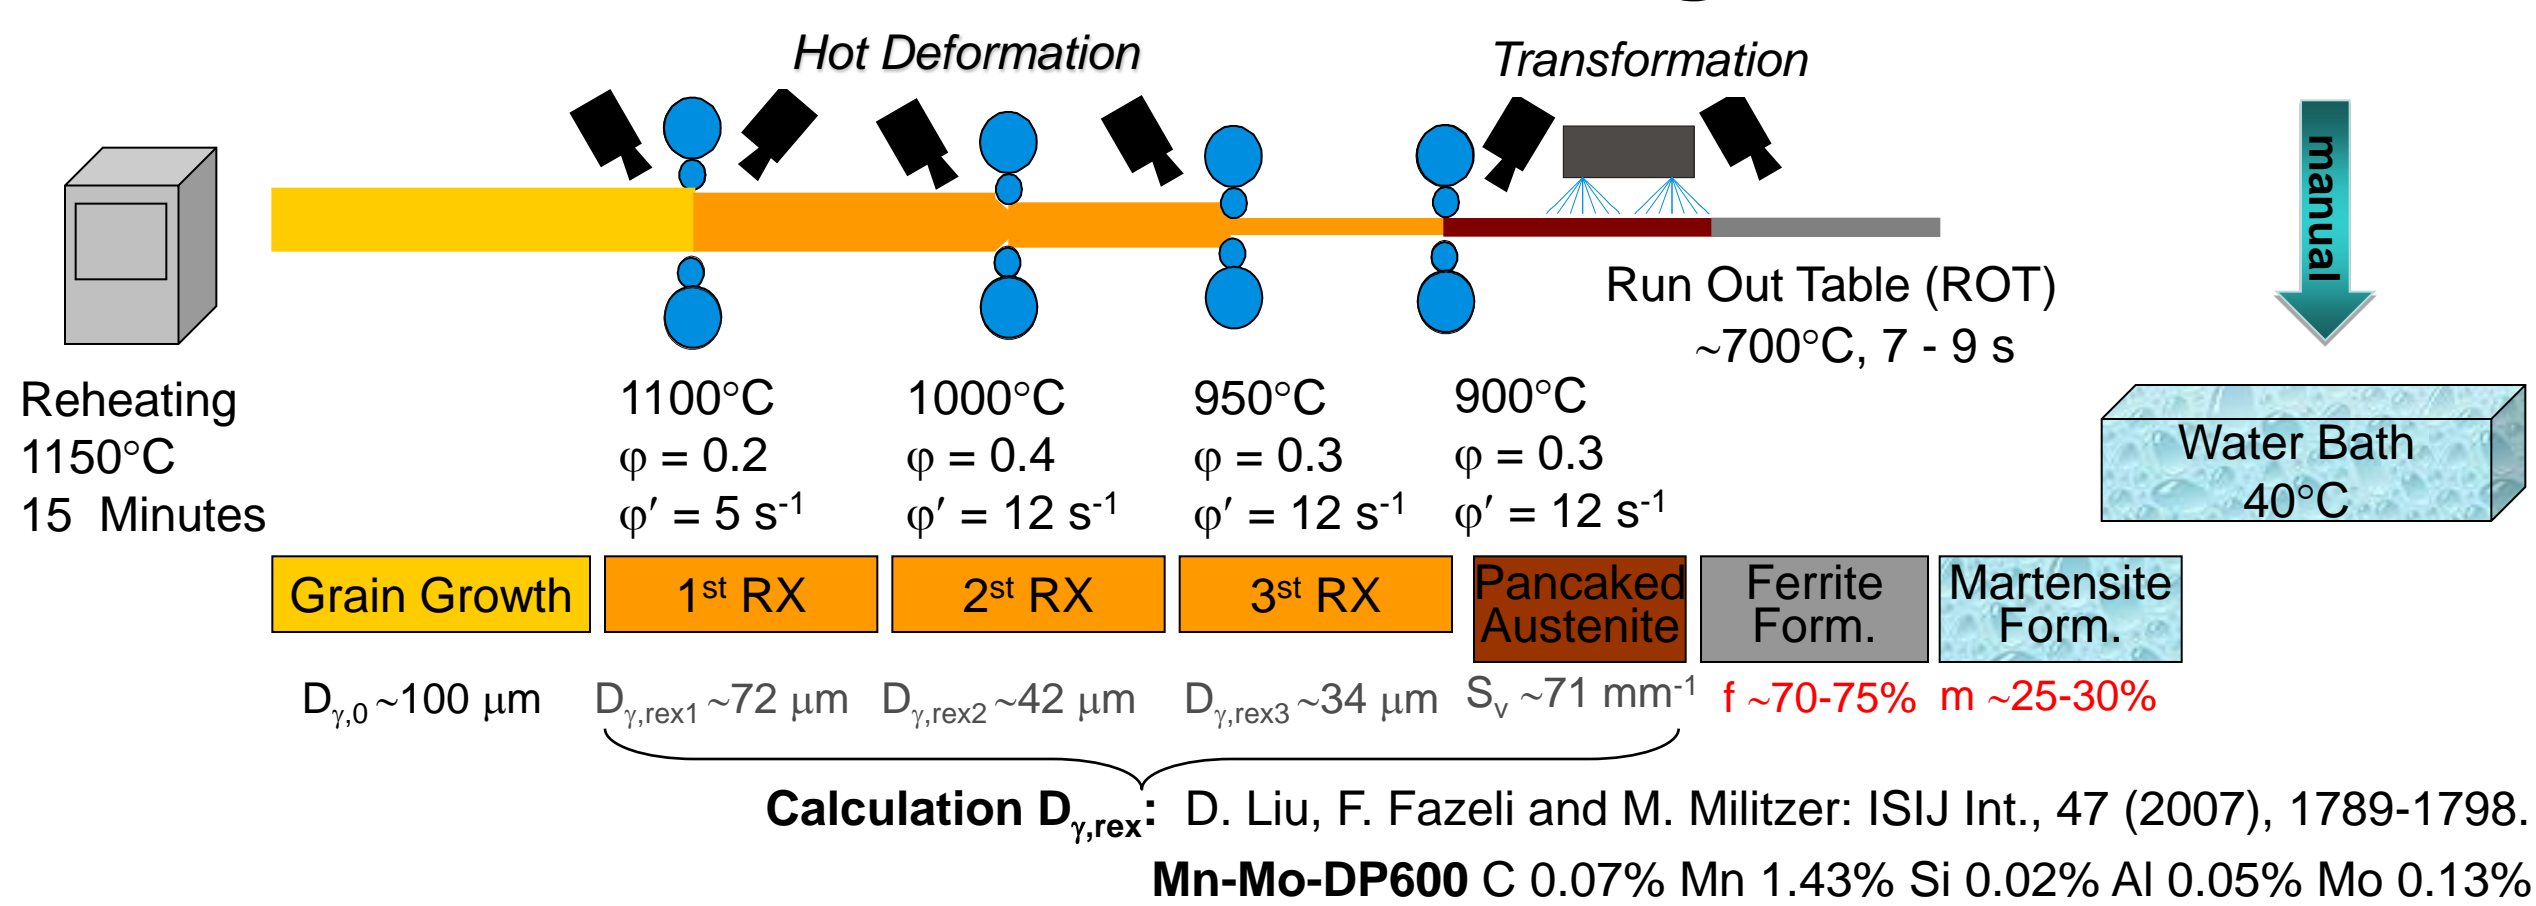 Hot Deformation
Transformation
manual
Run Out Table (ROT)
~700°C, 7 - 9 s
Reheating
1150°C
15 Minutes
1100°C
φ = 0.2
φ′ = 5 s-1
1000°C
φ = 0.4
φ′ = 12 s-1
950°C
φ = 0.3
φ′ = 12 s-1
900°C
φ = 0.3
φ′ = 12 s-1
Water Bath
40°C
Grain Growth
1st RX
2st RX
3st RX
Pancaked
Austenite
Ferrite
Form.
Martensite
Form.
Dγ,0 ~100 μm
Dγ,rex1 ~72 μm
Dγ,rex2 ~42 μm
Dγ,rex3 ~34 μm
Sv ~71 mm-1
f ~70-75%
m ~25-30%
Calculation Dγ,rex: D. Liu, F. Fazeli and M. Militzer: ISIJ Int., 47 (2007), 1789-1798.
Mn-Mo-DP600 C 0.07% Mn 1.43% Si 0.02% Al 0.05% Mo 0.13%